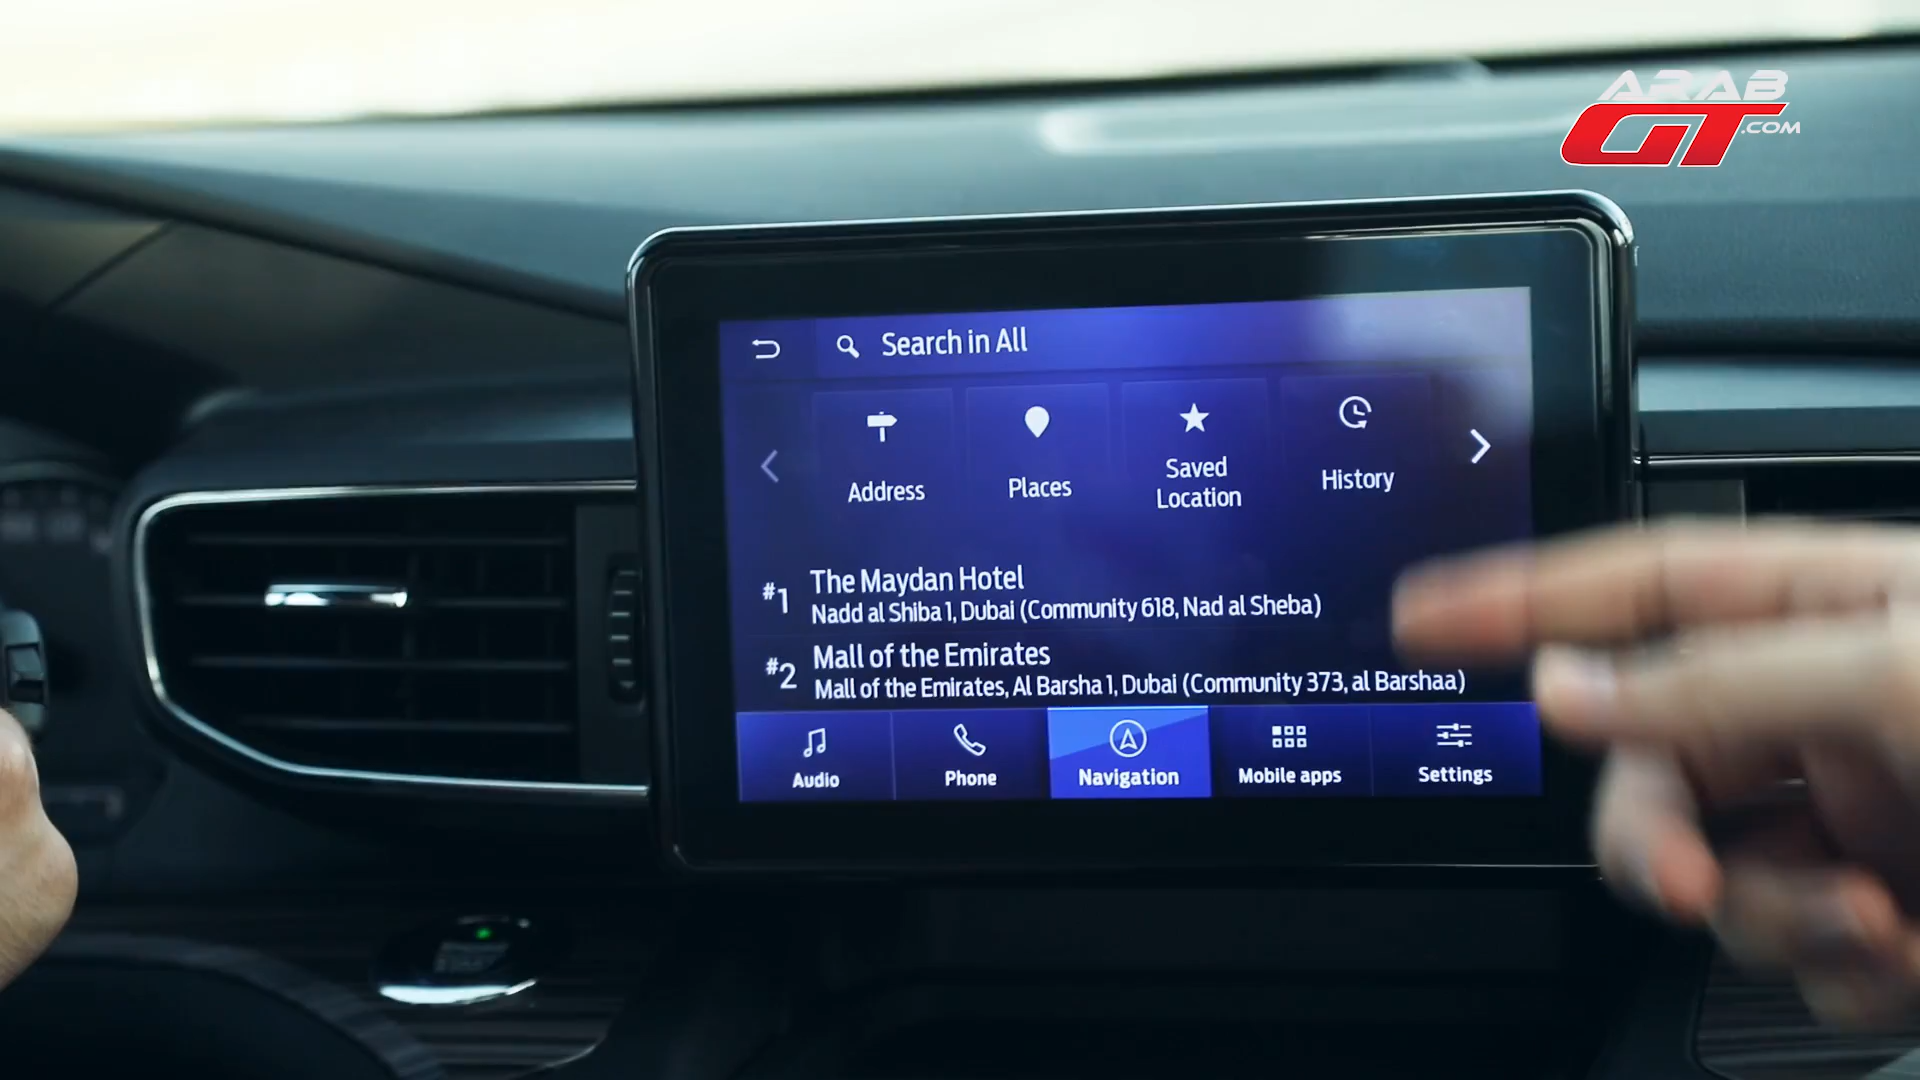 ARAB
GT.COM
Search in All
Address
Places
Saved
Location
History
#1
The Maydan Hotel
Nadd al Shiba 1, Dubai (Community 618, Nad al Sheba)
#2
Mall of the Emirates
Mall of the Emirates, Al Barsha 1, Dubai (Community 373, al Barshaa)
Audio
Phone
Navigation
Mobile apps
Settings